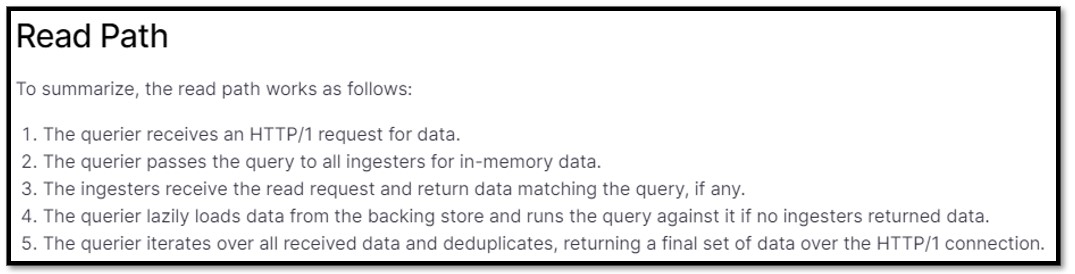 Read Path
To summarize, the read path works as follows:
1. The querier receives an HTTP/1 request for data.
2. The querier passes the query to all ingesters for in-memory data.
3. The ingesters receive the read request and return data matching the query, if any.
4. The querier lazily loads data from the backing store and runs the query against it if no ingesters returned data.
5. The querier iterates over all received data and deduplicates, returning a final set of data over the HTTP/1 connection.